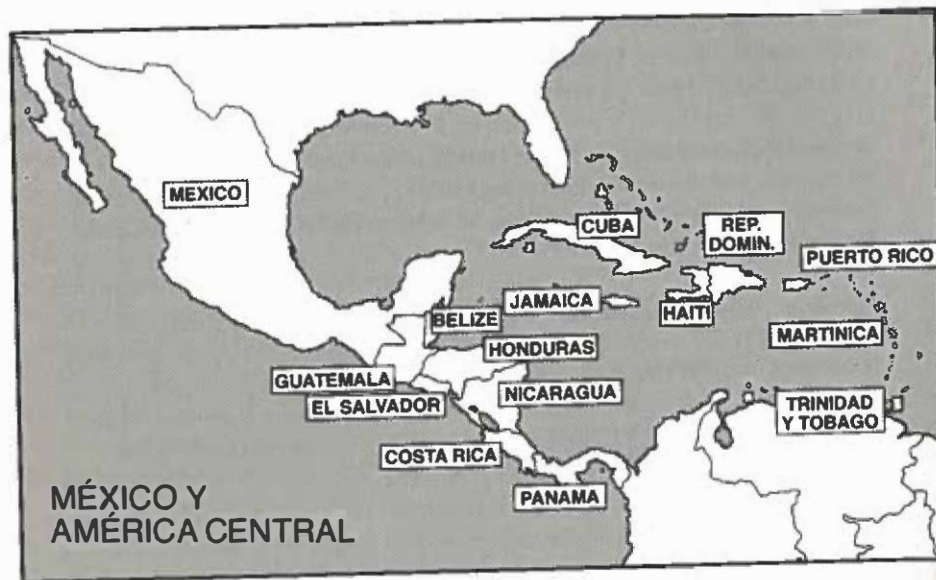 MEXICO
CUBA
REP.
DOMIN.
PUERTO RICO
JAMAICA
HAITI
BELIZE
MARTINICA
HONDURAS
GUATEMALA
NICARAGUA
EL SALVADOR
TRINIDAD
Y TOBAGO
COSTA RICA
PANAMA
MÉXICO Y
AMÉRICA CENTRAL